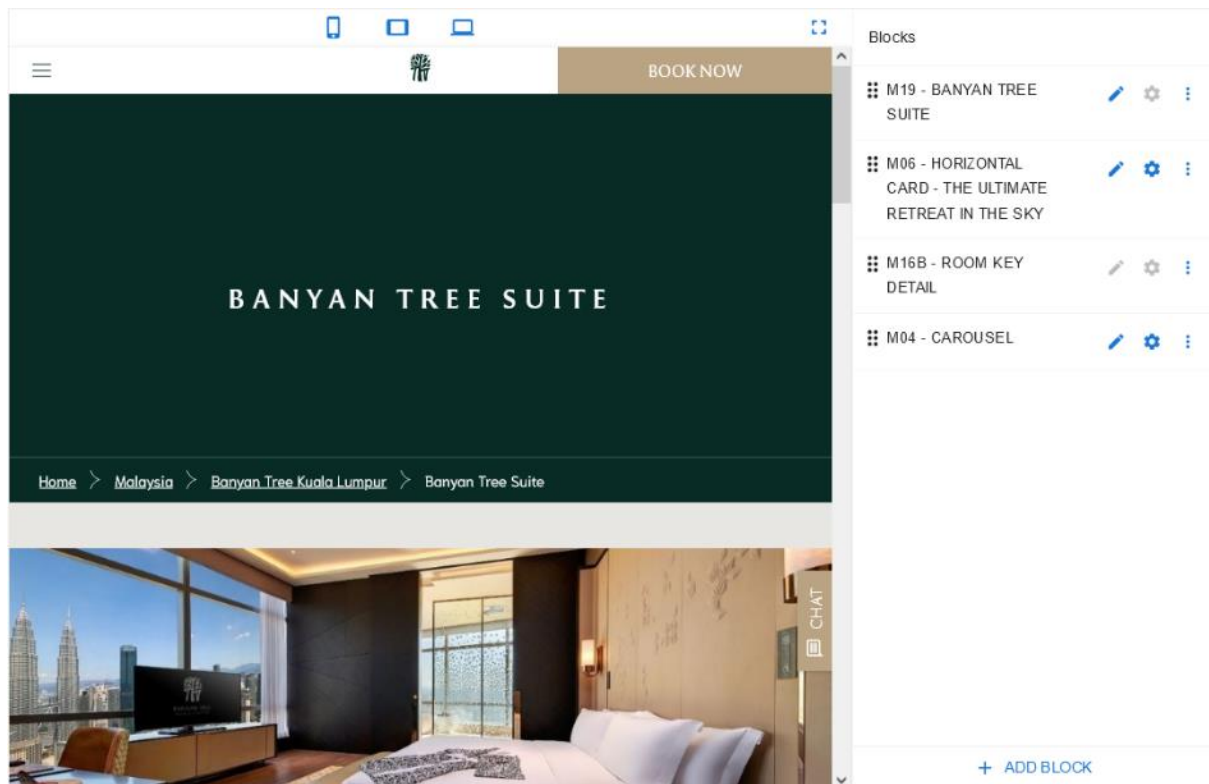 Blocks
BOOK NOW
M19 - BANYAN TREE
SUITE
M06 - HORIZONTAL
CARD - THE ULTIMATE
RETREAT IN THE SKY
M16B - ROOM KEY
DETAIL
M04 - CAROUSEL
BANYAN TREE SUITE
Home > Malaysia > Banyan Tree Kuala Lumpur > Banyan Tree Suite
CHAT
+ ADD BLOCK